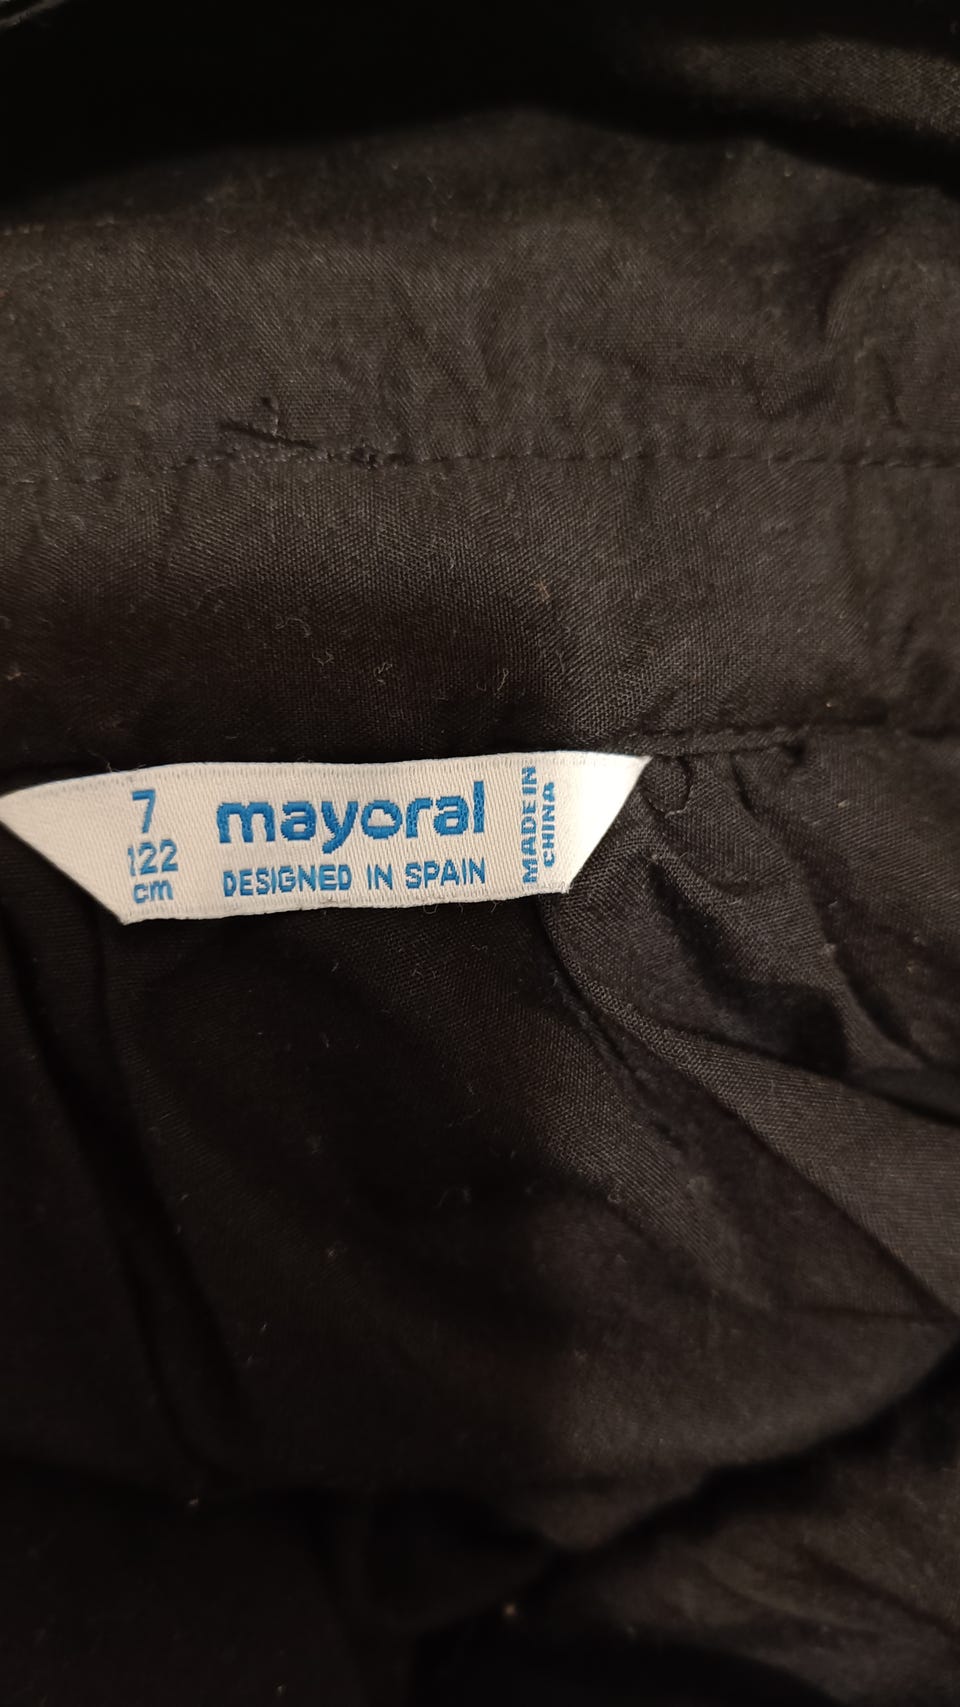 7
122
cm
mayoral
DESIGNED IN SPAIN
MADE IN
CHINA